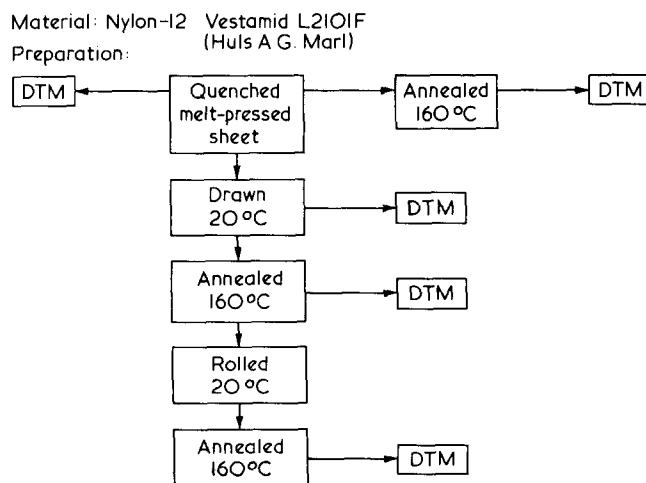 Material: Nylon-12 Vestamid L2101F
(Huls A G. Marl)
Preparation:
DTM
Quenched
melt-pressed
sheet
Annealed
160°C
DTM
Drawn
20°C
DTM
Annealed
160°C
DTM
Rolled
20°C
Annealed
160°C
DTM